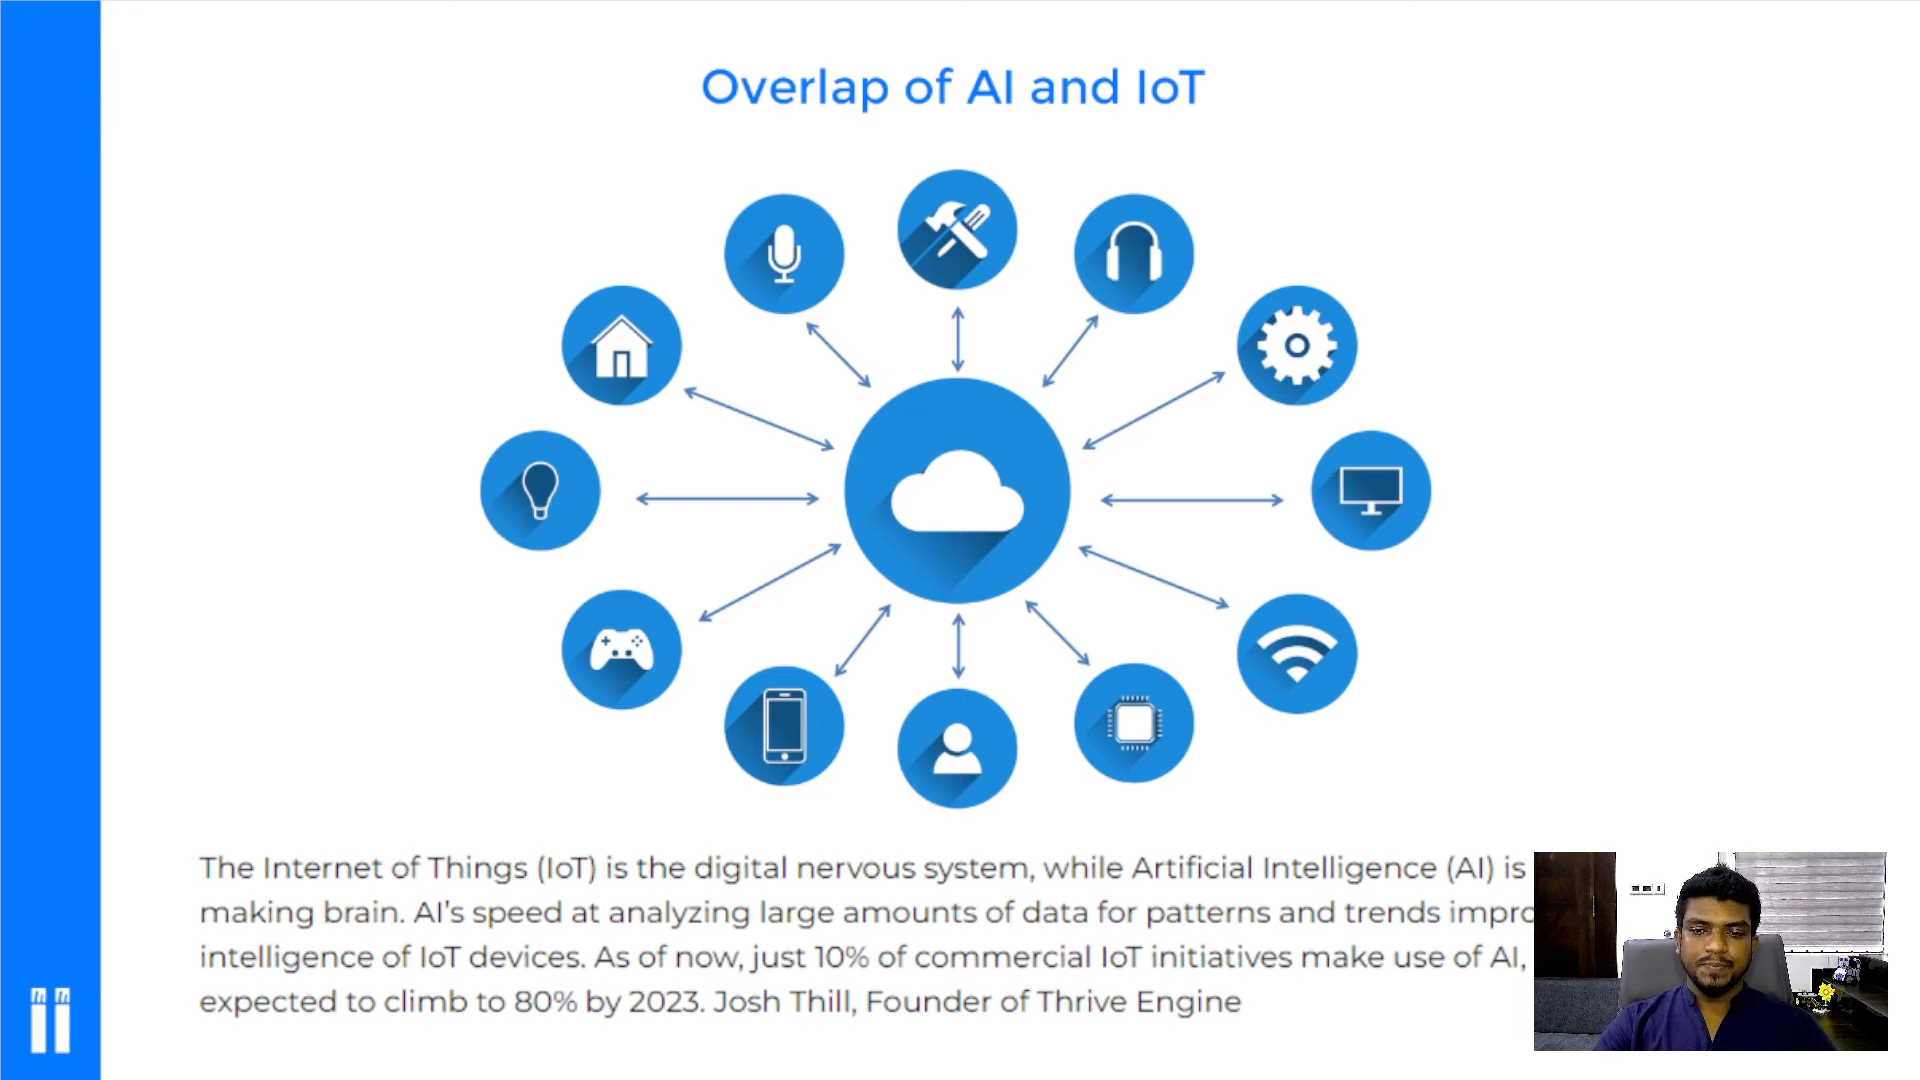 Overlap of AI and IoT
The Internet of Things (IoT) is the digital nervous system, while Artificial Intelligence (AI) is
making brain. AI's speed at analyzing large amounts of data for patterns and trends
intelligence of IoT devices. As of now, just 10% of commercial IoT initiatives make use of AI,
expected to climb to 80% by 2023. Josh Thill, Founder of Thrive Engine